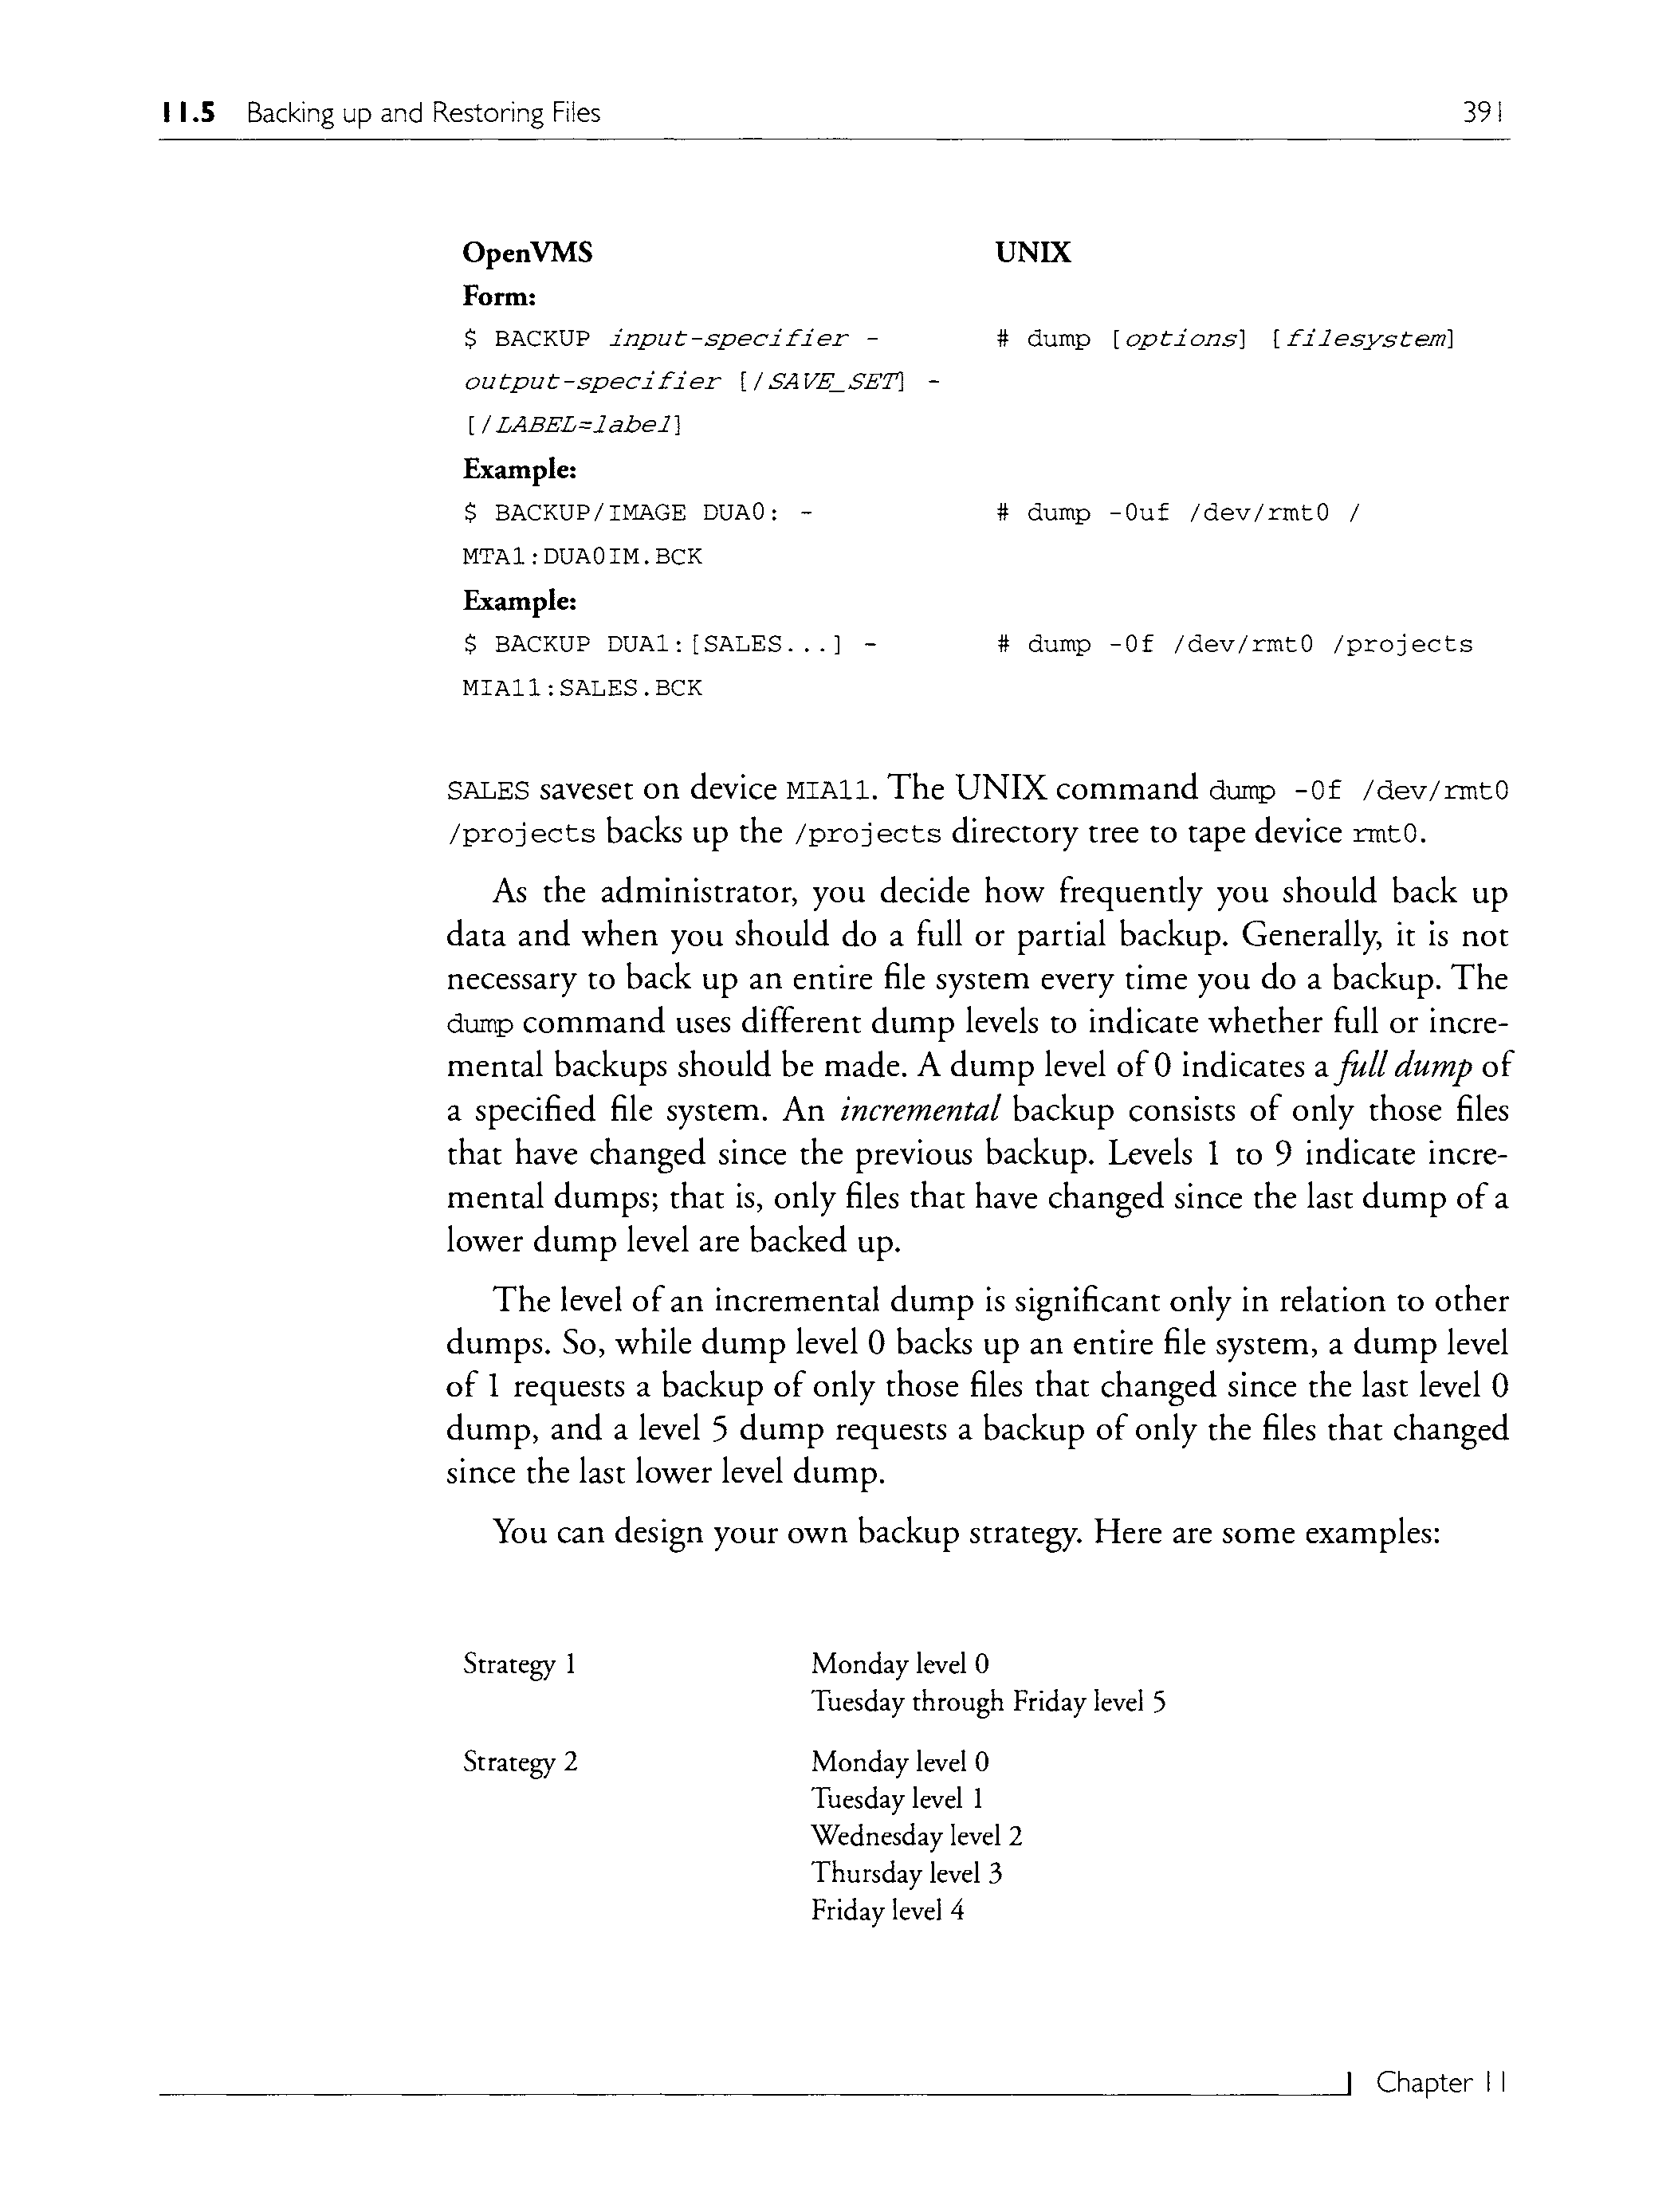 11.5 Backing up and Restoring Files 391
OpenVMS UNIX
Form:
$ BACKUP input-specifier - # dump [options] [filesystem]
output-specifier [/SAVE_SET] -
[/LABEL=label]
Example:
$ BACKUP/IMAGE DUA0: - # dump -0uf /dev/rmt0 /
MTA1:DUA0IM.BCK
Example:
$ BACKUP DUA1:[SALES...] - # dump -0f /dev/rmt0 /projects
MIA11:SALES.BCK
SALES saveset on device MIA11. The UNIX command dump -0f /dev/rmt0
/projects backs up the /projects directory tree to tape device rmt0.
As the administrator, you decide how frequently you should back up
data and when you should do a full or partial backup. Generally, it is not
necessary to back up an entire file system every time you do a backup. The
dump command uses different dump levels to indicate whether full or incre-
mental backups should be made. A dump level of 0 indicates a full dump of
a specified file system. An incremental backup consists of only those files
that have changed since the previous backup. Levels 1 to 9 indicate incre-
mental dumps; that is, only files that have changed since the last dump of a
lower dump level are backed up.
The level of an incremental dump is significant only in relation to other
dumps. So, while dump level 0 backs up an entire file system, a dump level
of 1 requests a backup of only those files that changed since the last level 0
dump, and a level 5 dump requests a backup of only the files that changed
since the last lower level dump.
You can design your own backup strategy. Here are some examples:
Strategy 1 Monday level 0
Tuesday through Friday level 5
Strategy 2 Monday level 0
Tuesday level 1
Wednesday level 2
Thursday level 3
Friday level 4
Chapter 11